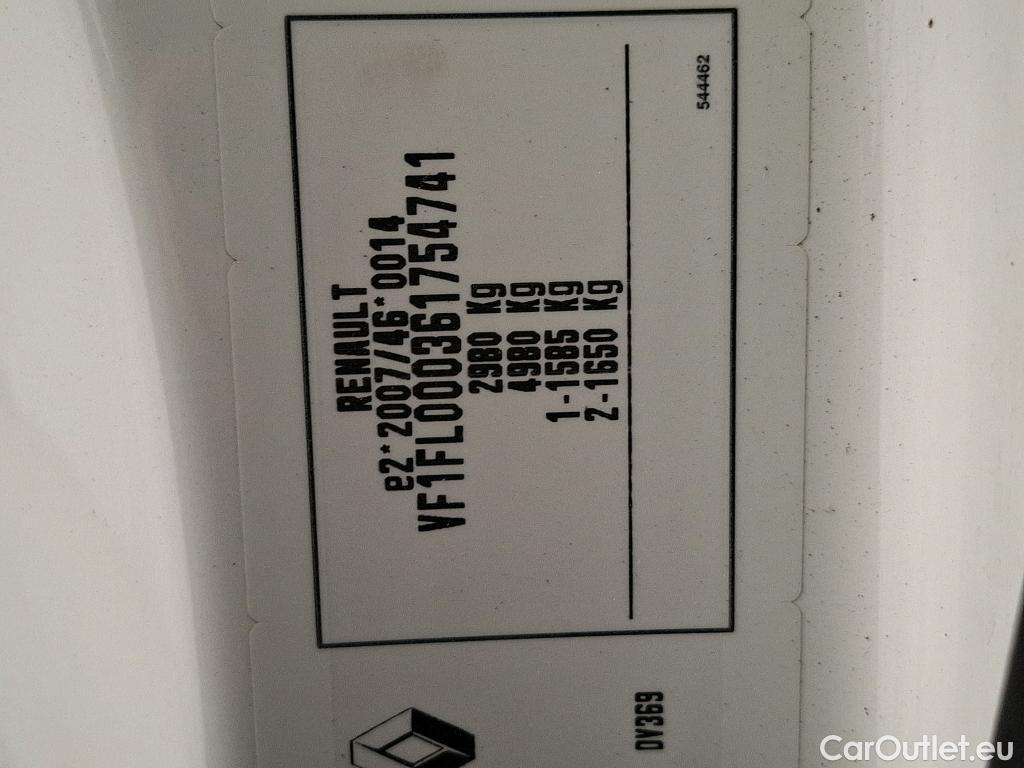 RENAULT
e2*2007/46*0014
VF1FL000361754741
2980 Kg
4980 Kg
1-1585 Kg
2-1650 Kg
544462
DV369
CarOutlet.eu